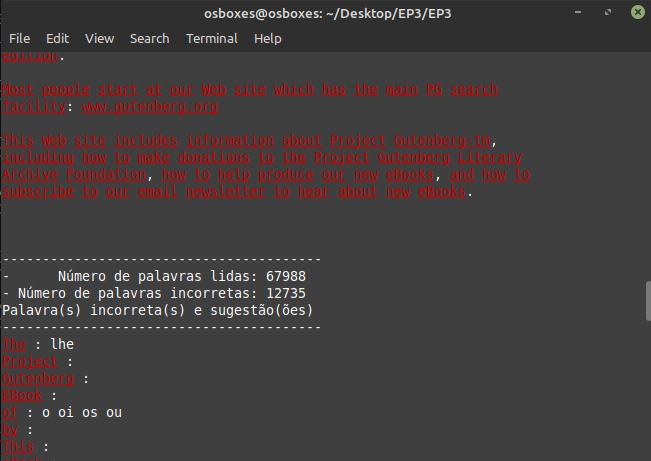 osboxes@osboxes: ~/Desktop/EP3/EP3
File Edit View Search Terminal Help
edition.
Most people start at our Web site which has the main PG search
facility: www.gutenberg.org
This Web site includes information about Project Gutenberg-tm,
including how to make donations to the Project Gutenberg Literary
Archive Foundation, how to help produce our new eBooks, and how to
subscribe to our email newsletter to hear about new eBooks.
----------------------------------------
- Número de palavras lidas: 67988
- Número de palavras incorretas: 12735
Palavra(s) incorreta(s) e sugestão(ões)
----------------------------------------
The : lhe
Project :
Gutenberg :
EBook :
of : o oi os ou
by :
This :